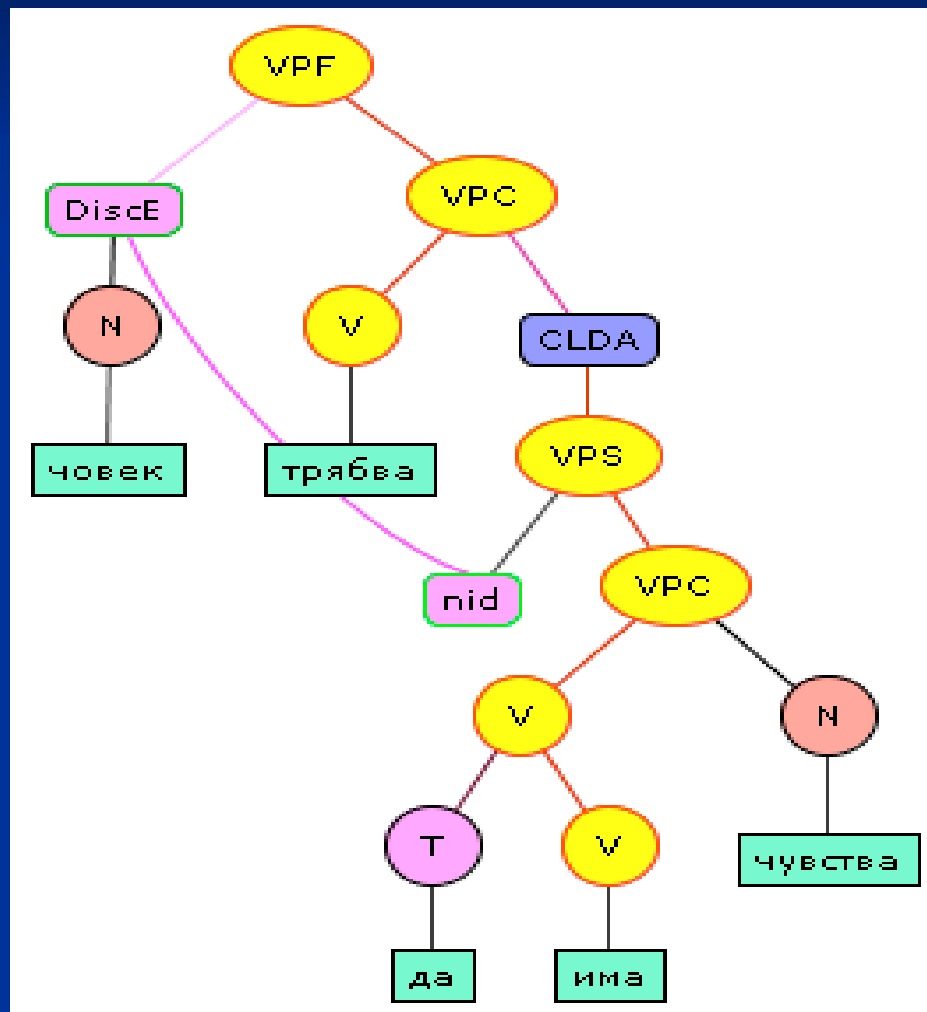 VPF
VPC
DiscE
N
V
CLDA
човек
трябва
VPS
nid
VPC
V
N
T
V
чувства
да
има